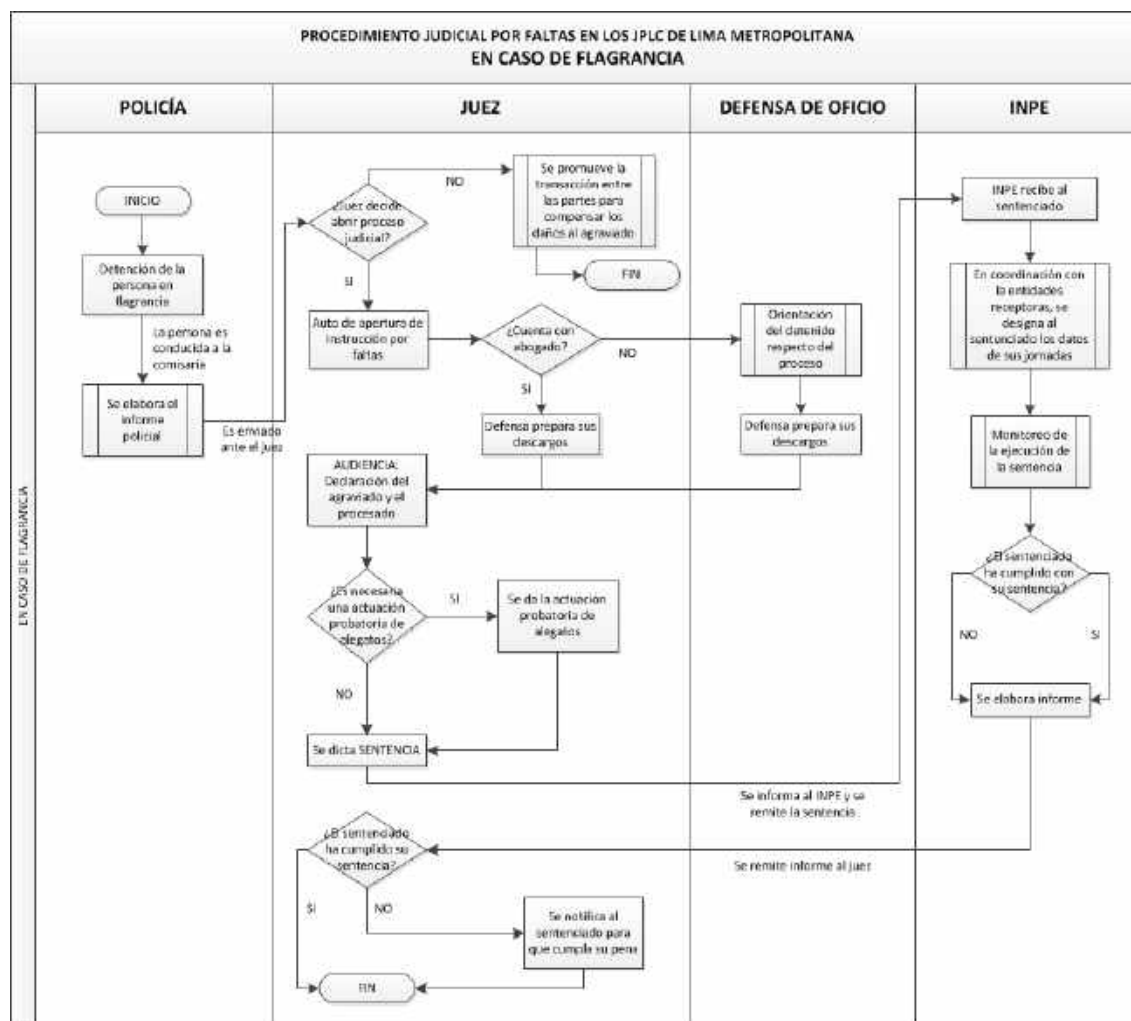 PROCEDIMIENTO JUDICIAL POR FALTAS EN LOS JPLC DE LIMA METROPOLITANA
EN CASO DE FLAGRANCIA
EN CASO DE FLAGRANCIA
POLICÍA
INICIO
Detención de la
persona en
flagrancia
La persona es
conducida a la
comisaría
Se elabora el
informe
policial
Es enviado
ante el juez
JUEZ
¿Juez decide
abrir proceso
judicial?
NO
Se promueve la
transacción entre
las partes para
compensar los
daños al agraviado
FIN
SI
Auto de apertura de
instrucción por
faltas
¿Cuenta con
abogado?
NO
SI
Defensa prepara sus
descargos
AUDIENCIA:
Declaración del
agraviado y el
procesado
¿Es necesaria
una actuación
probatoria de
alegatos?
SI
Se da la actuación
probatoria de
alegatos
NO
Se dicta SENTENCIA
¿El sentenciado
ha cumplido su
sentencia?
SI
NO
Se notifica al
sentenciado para
que cumpla su pena
FIN
DEFENSA DE OFICIO
Orientación
del detenido
respecto del
proceso
Defensa prepara sus
descargos
Se informa al INPE y se
remite la sentencia
Se remite informe al juez
INPE
INPE recibe al
sentenciado
En coordinación con
la entidades
receptoras, se
designa al
sentunciado los datos
de sus jornadas
Monitoreo de
la ejecución de
la sentencia
¿El sentenciado
ha cumplido con
su sentencia?
NO
SI
Se elabora informe